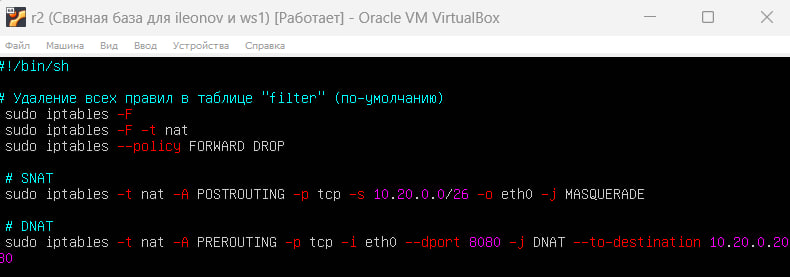 r2 (Связная база для ileonov и ws1) [Работает] - Oracle VM VirtualBox
Файл Машина Вид Ввод Устройства Справка
#!/bin/sh
# Удаление всех правил в таблице "filter" (по-умолчанию)
sudo iptables -F
sudo iptables -F -t nat
sudo iptables --policy FORWARD DROP
# SNAT
sudo iptables -t nat -A POSTROUTING -p tcp -s 10.20.0.0/26 -o eth0 -j MASQUERADE
# DNAT
sudo iptables -t nat -A PREROUTING -p tcp -i eth0 --dport 8080 -j DNAT --to-destination 10.20.0.20
80